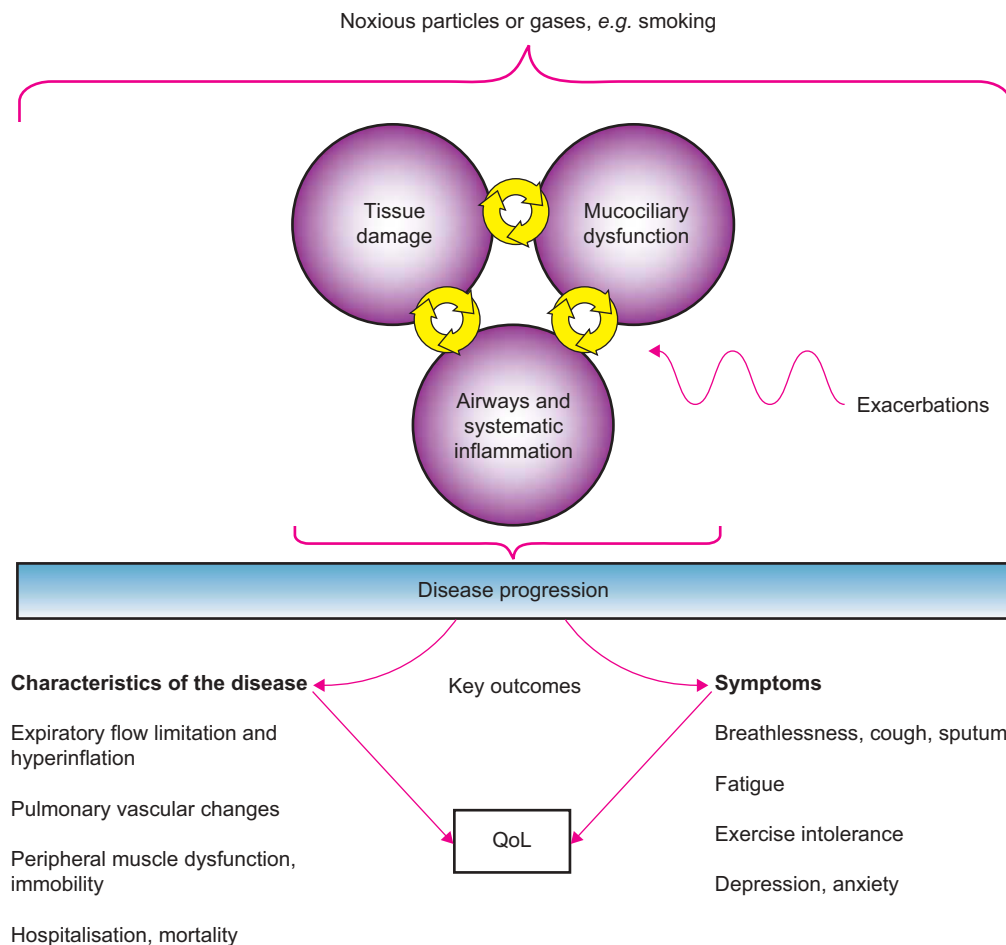 Noxious particles or gases, e.g. smoking
Tissue
damage
Mucociliary
dysfunction
Airways and
systematic
inflammation
Exacerbations
Disease progression
Characteristics of the disease
Key outcomes
Symptoms
Expiratory flow limitation and
hyperinflation
Pulmonary vascular changes
Peripheral muscle dysfunction,
immobility
Hospitalisation, mortality
QoL
Breathlessness, cough, sputum
Fatigue
Exercise intolerance
Depression, anxiety